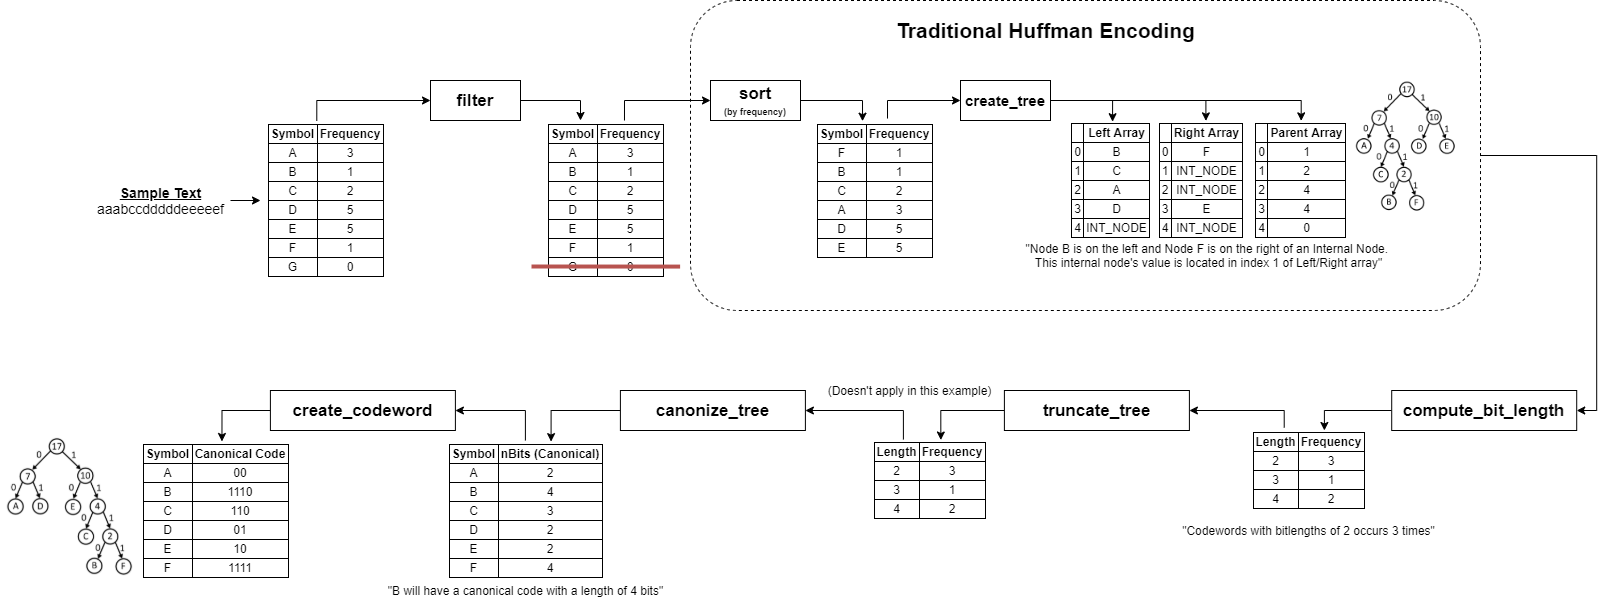 Traditional Huffman Encoding
Sample Text
aaabccdddddeeeeef
Symbol Frequency
A 3
B 1
C 2
D 5
E 5
F 1
G 0
filter
Symbol Frequency
A 3
B 1
C 2
D 5
E 5
F 1
G 0
sort
(by frequency)
Symbol Frequency
F 1
B 1
C 2
A 3
D 5
E 5
create_tree
Left Array
0 B
1 C
2 A
3 D
4 INT_NODE
Right Array
0 F
1 INT_NODE
2 INT_NODE
3 E
4 INT_NODE
Parent Array
0 1
1 2
2 4
3 4
4 0
"Node B is on the left and Node F is on the right of an Internal Node.
This internal node's value is located in index 1 of Left/Right array"
17
0 1
7 10
0 1 0 1
A 4 D E
0 1
C 2
0 1
B F
compute_bit_length
Length Frequency
2 3
3 1
4 2
"Codewords with bitlengths of 2 occurs 3 times"
truncate_tree
(Doesn't apply in this example)
Length Frequency
2 3
3 1
4 2
canonize_tree
Symbol nBits (Canonical)
A 2
B 4
C 3
D 2
E 2
F 4
"B will have a canonical code with a length of 4 bits"
create_codeword
Symbol Canonical Code
A 00
B 1110
C 110
D 01
E 10
F 1111
17
0 1
7 10
0 1 0 1
A D E 4
0 1
C 2
0 1
B F